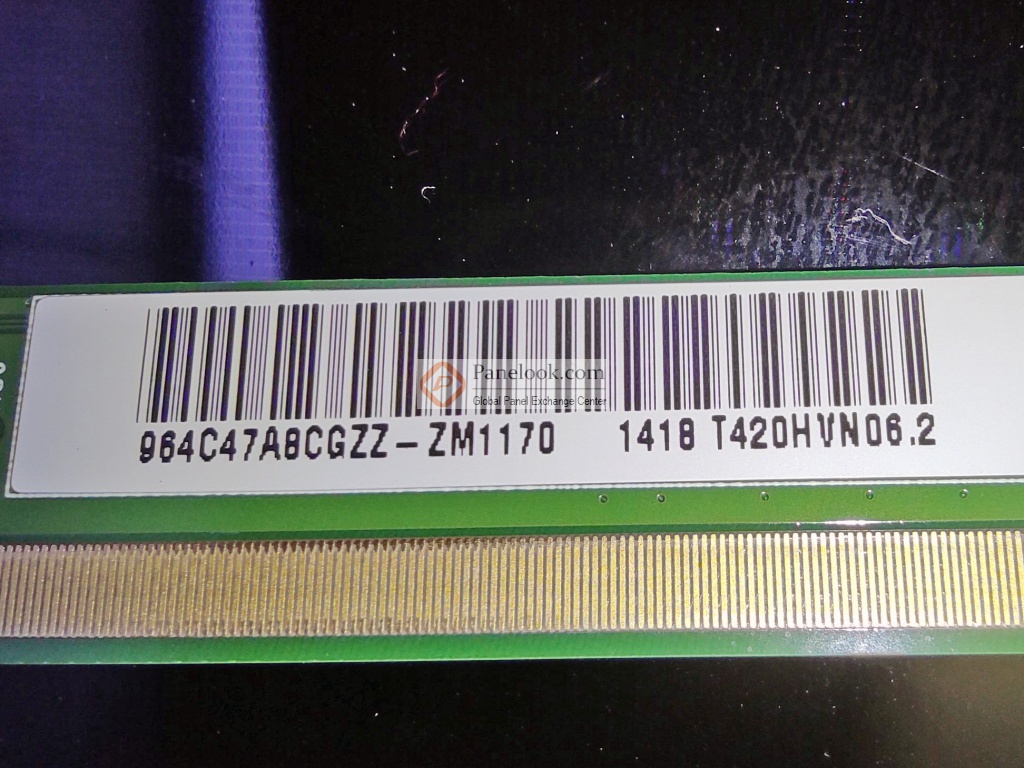 Panelook.com
Global Panel Exchange Center
964C47A8CGZZ-ZM1170 1418 T420HVN06.2